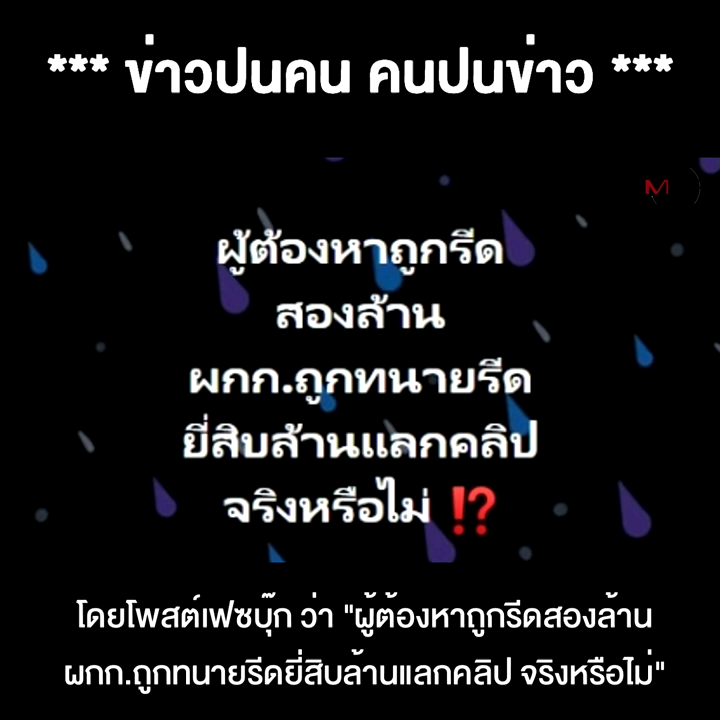 *** ข่าวปนคน คนปนข่าว ***
M
ผู้ต้องหาถูกรีด
สองล้าน
ผกก.ถูกทนายรีด
ยี่สิบล้านแลกคลิป
จริงหรือไม่ ⁉️
โดยโพสต์เฟซบุ๊ก ว่า "ผู้ต้องหาถูกรีดสองล้าน
ผกก.ถูกทนายรีดยี่สิบล้านแลกคลิป จริงหรือไม่"